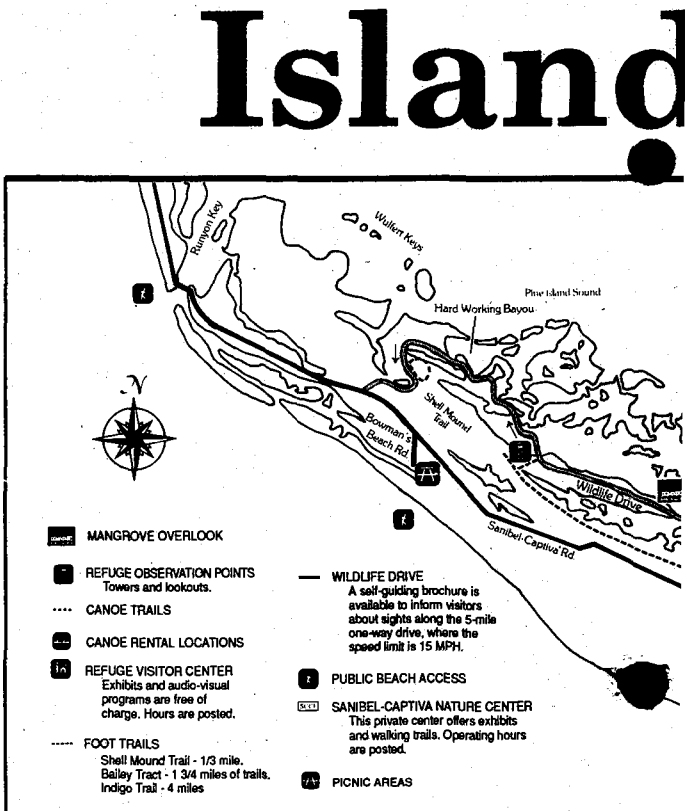 Island
Runyon Key
Wulfert Keys
Pine Island Sound
Hard Working Bayou
N
Shell Mound
Trail
Bowman's
Beach Rd.
Wildlife Drive
Sanibel-Captiva Rd.
MANGROVE OVERLOOK
REFUGE OBSERVATION POINTS
Towers and lookouts.
CANOE TRAILS
CANOE RENTAL LOCATIONS
REFUGE VISITOR CENTER
Exhibits and audio-visual
programs are free of
charge. Hours are posted.
FOOT TRAILS
Shell Mound Trail - 1/3 mile.
Bailey Tract - 1 3/4 miles of trails.
Indigo Trail - 4 miles
WILDLIFE DRIVE
A self-guiding brochure is
available to inform visitors
about sights along the 5-mile
one-way drive, where the
speed limit is 15 MPH.
PUBLIC BEACH ACCESS
SCCF
SANIBEL-CAPTIVA NATURE CENTER
This private center offers exhibits
and walking trails. Operating hours
are posted.
PICNIC AREAS